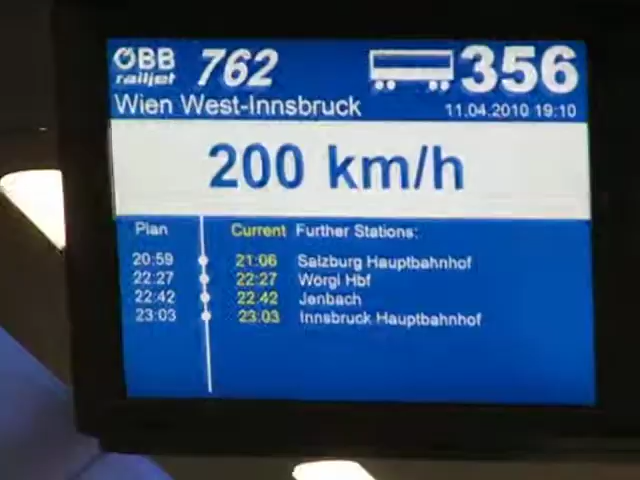 ÖBB railjet 762 356
Wien West-Innsbruck 11.04.2010 19:10
200 km/h
Plan Current Further Stations:
20:59 21:06 Salzburg Hauptbahnhof
22:27 22:27 Wörgl Hbf
22:42 22:42 Jenbach
23:03 23:03 Innsbruck Hauptbahnhof